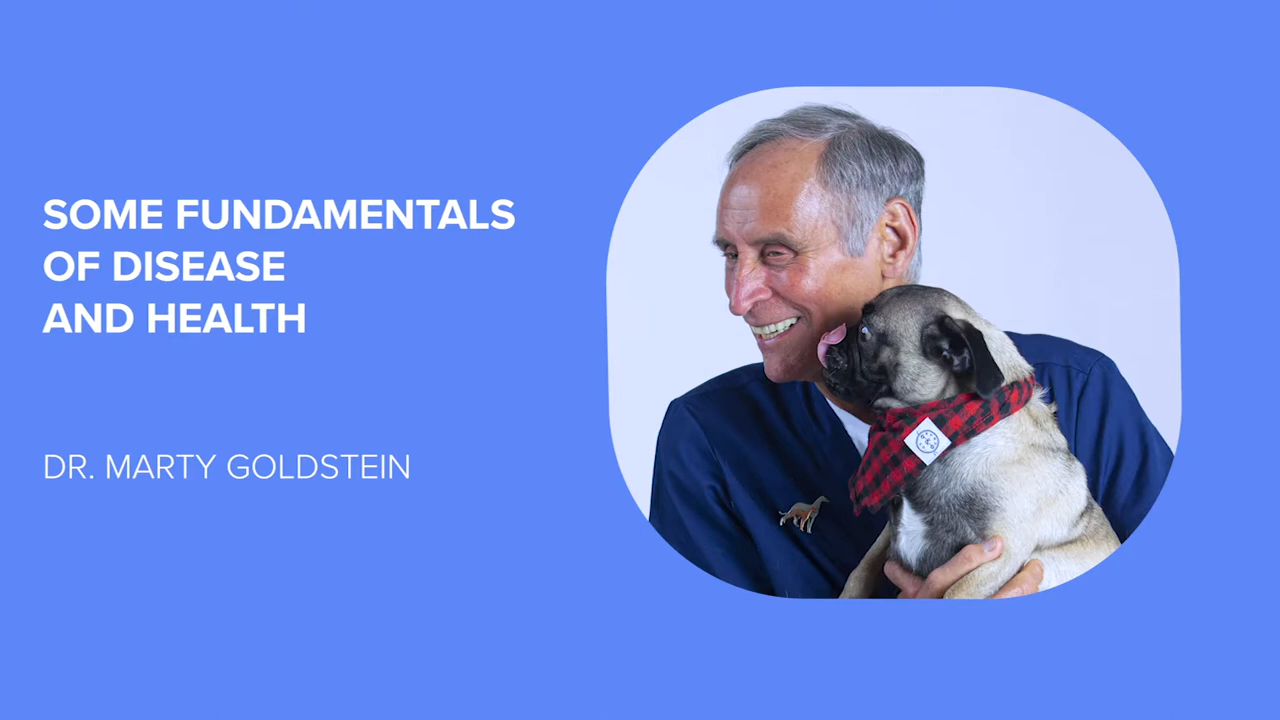 SOME FUNDAMENTALS
OF DISEASE
AND HEALTH
DR. MARTY GOLDSTEIN